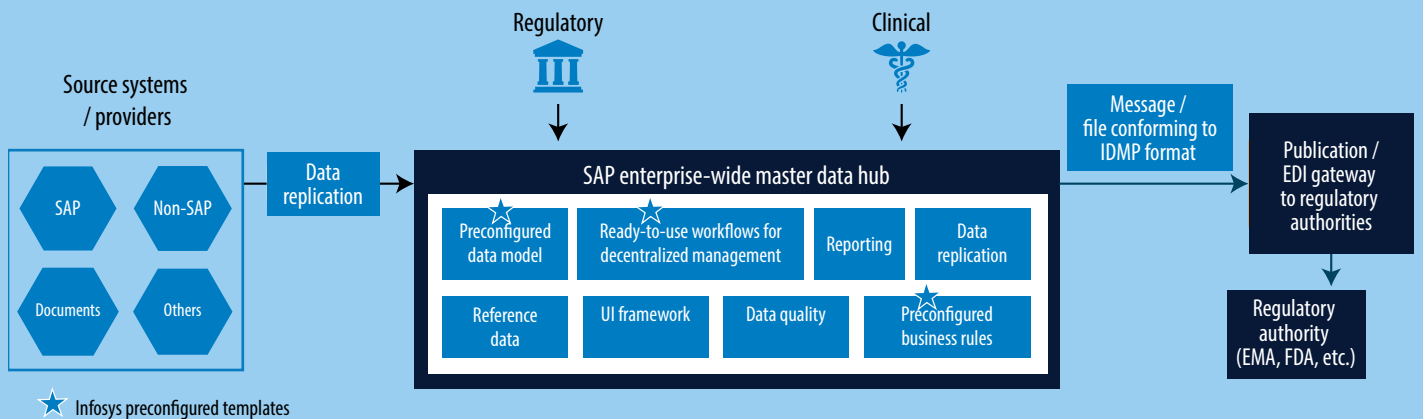 Regulatory
Clinical
Source systems
/ providers
SAP
Non-SAP
Documents
Others
Data
replication
SAP enterprise-wide master data hub
Preconfigured
data model
Ready-to-use workflows for
decentralized management
Reporting
Data
replication
Reference
data
UI framework
Data quality
Preconfigured
business rules
Message /
file conforming to
IDMP format
Publication /
EDI gateway
to regulatory
authorities
Regulatory
authority
(EMA, FDA, etc.)
Infosys preconfigured templates